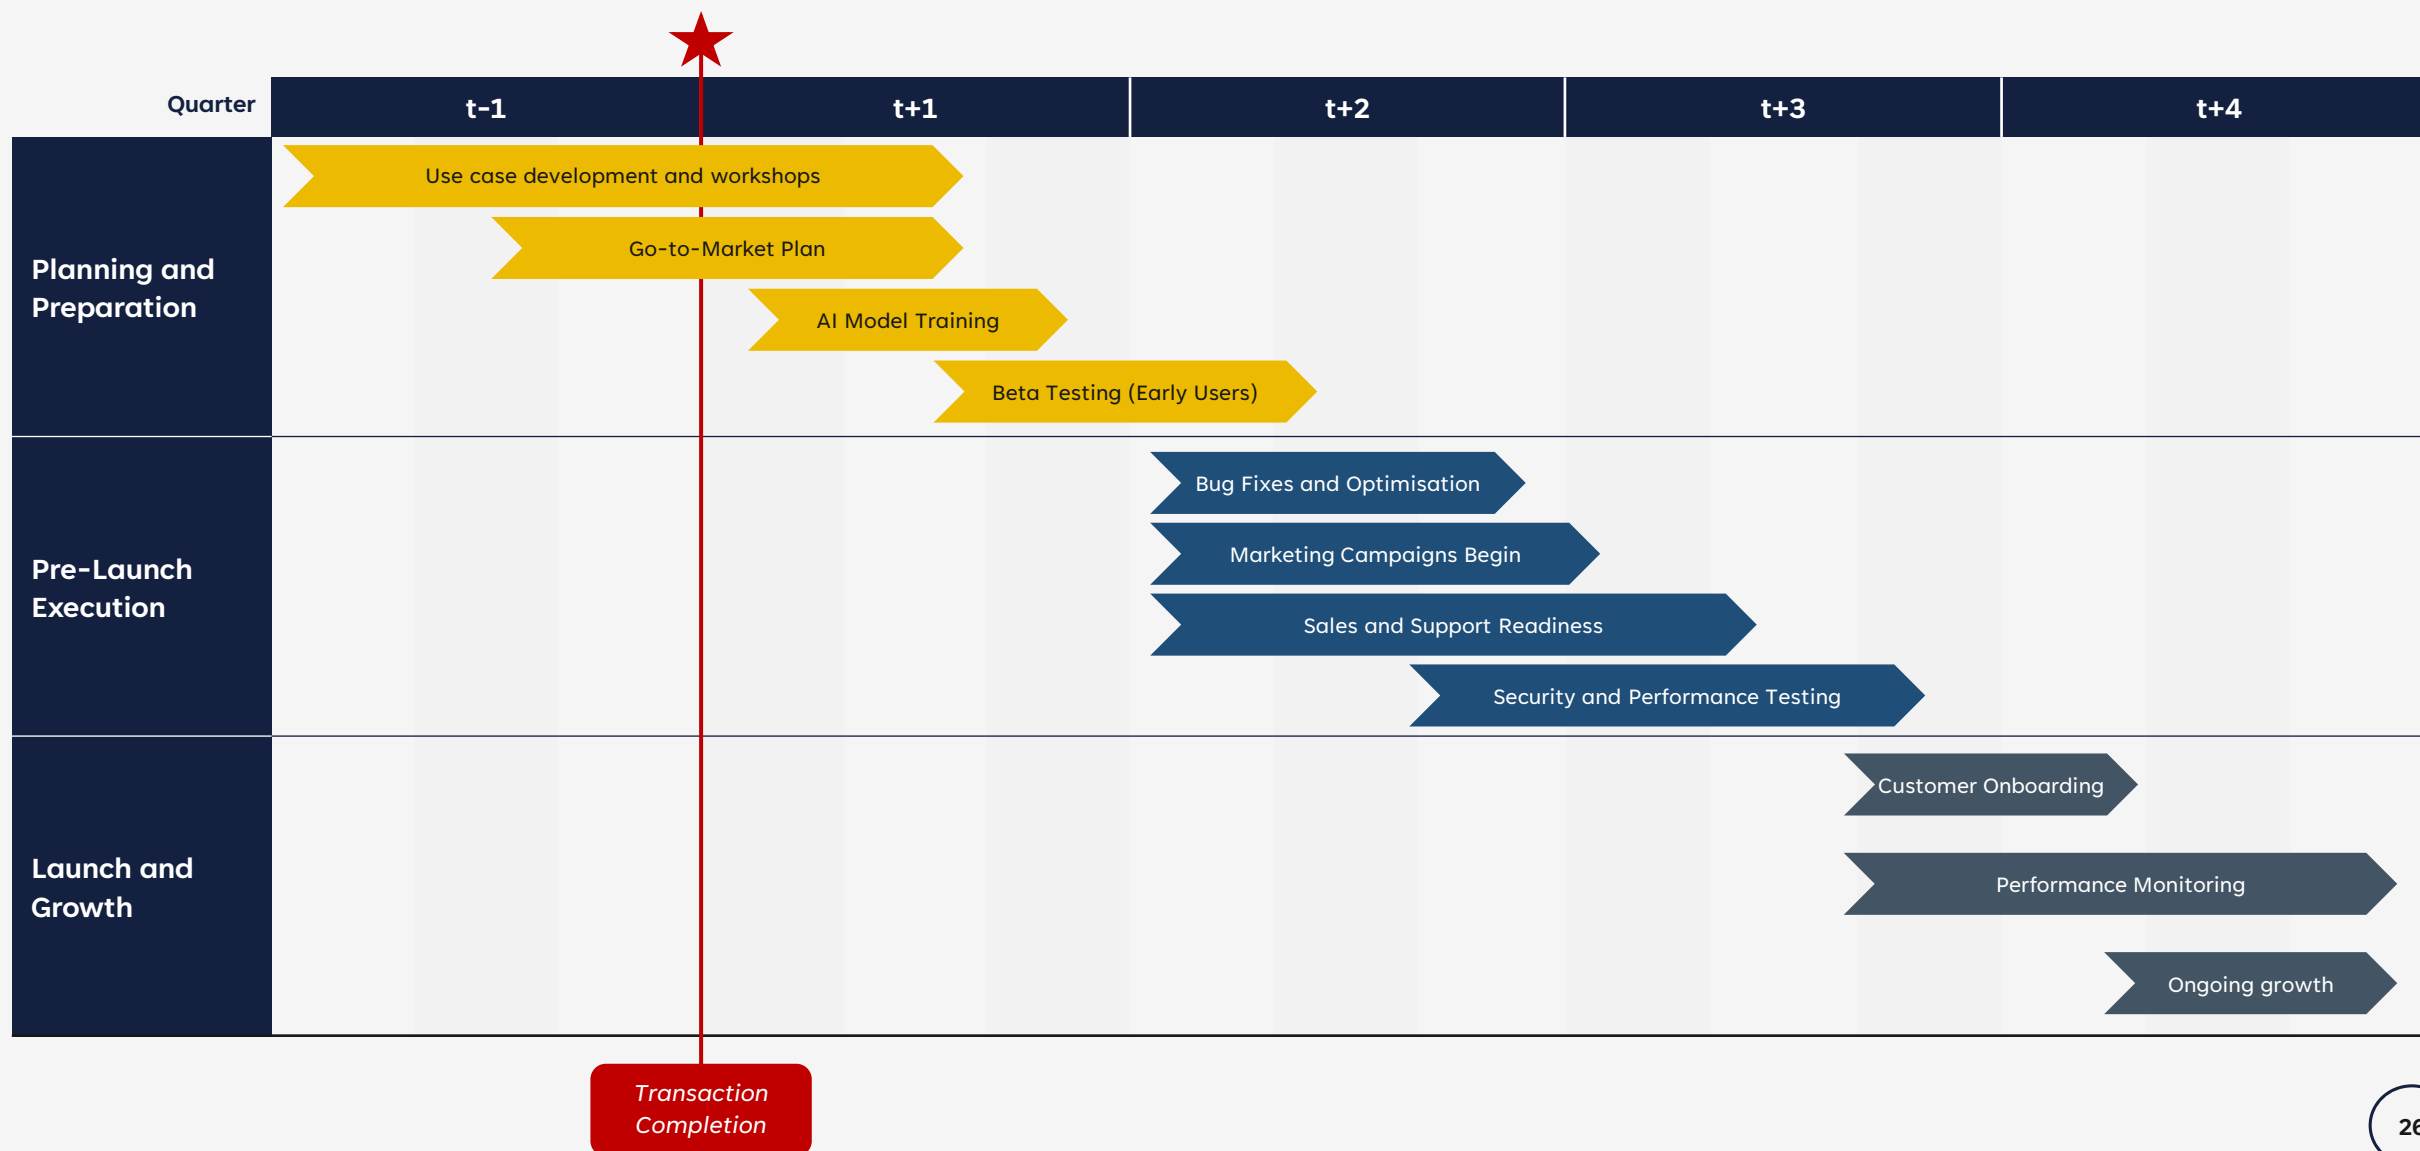 Quarter
t-1
t+1
t+2
t+3
t+4
Planning and
Preparation
Use case development and workshops
Go-to-Market Plan
AI Model Training
Beta Testing (Early Users)
Pre-Launch
Execution
Bug Fixes and Optimisation
Marketing Campaigns Begin
Sales and Support Readiness
Security and Performance Testing
Launch and
Growth
Customer Onboarding
Performance Monitoring
Ongoing growth
Transaction
Completion
26